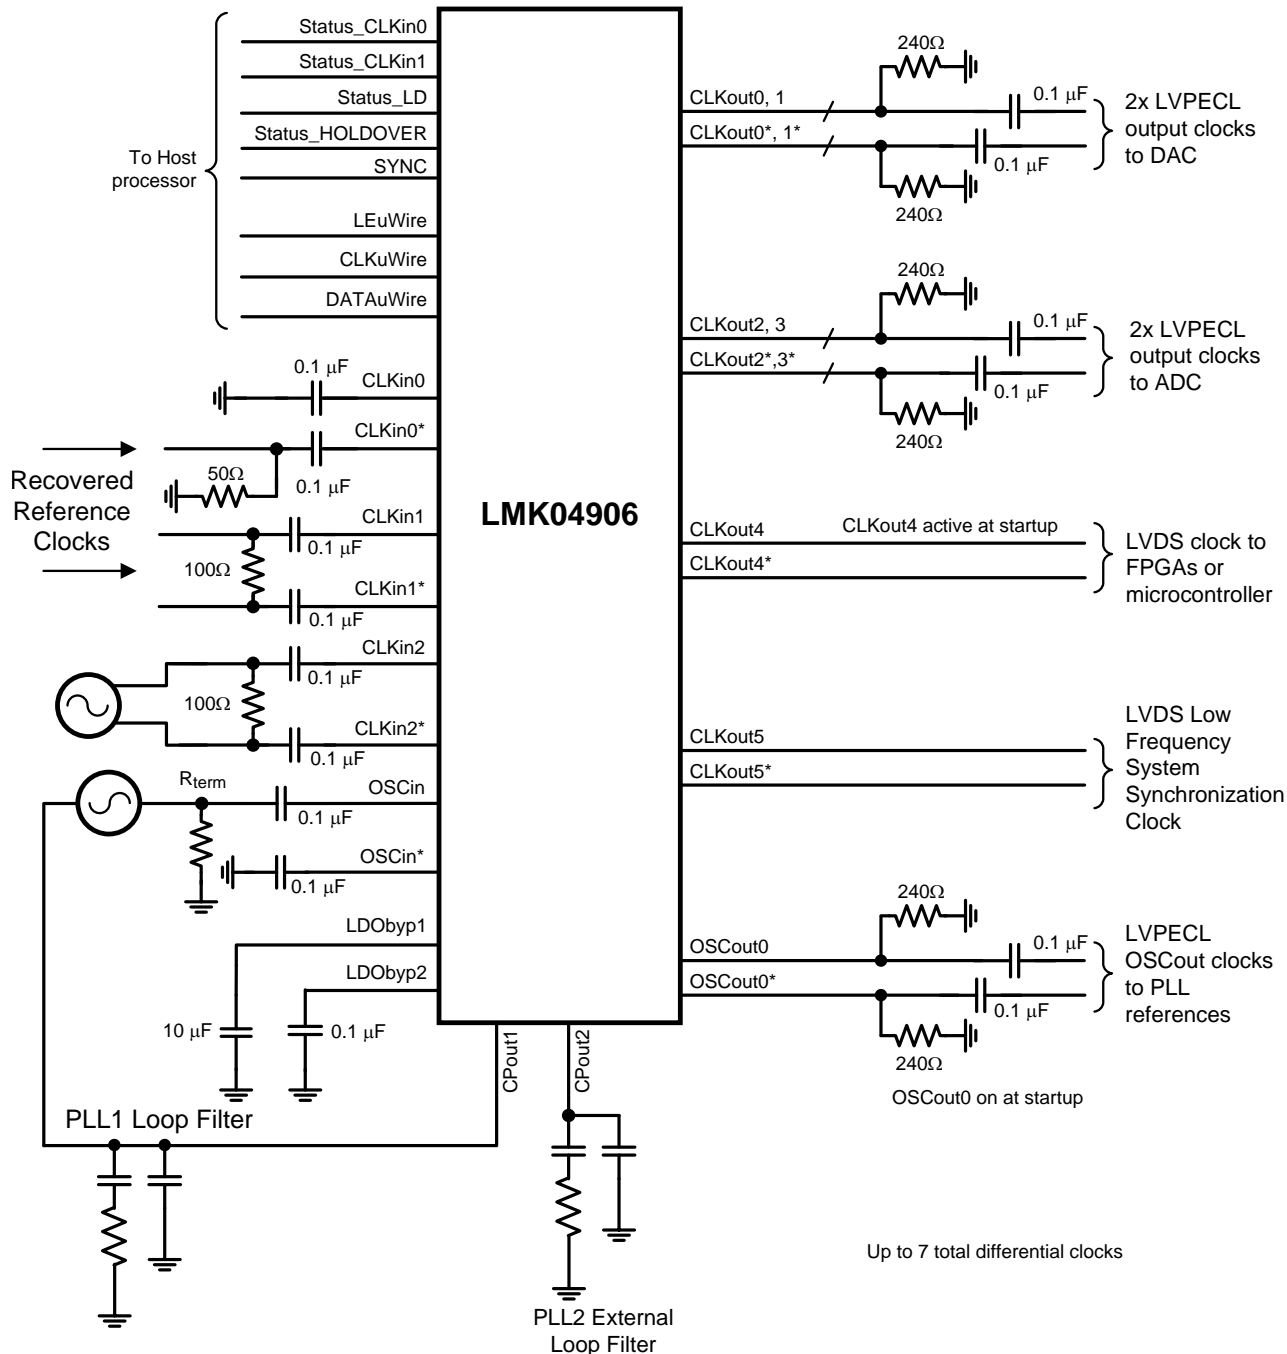 Status_CLKin0
Status_CLKin1
Status_LD
Status_HOLDOVER
SYNC
LEuWire
CLKuWire
DATAuWire
To Host
processor
0.1 µF
CLKin0
CLKin0*
0.1 µF
50Ω
Recovered
Reference
Clocks
CLKin1
0.1 µF
100Ω
CLKin1*
0.1 µF
CLKin2
0.1 µF
100Ω
CLKin2*
0.1 µF
Rterm
OSCin
0.1 µF
OSCin*
0.1 µF
LDObyp1
LDObyp2
10 µF
0.1 µF
CPout1
CPout2
PLL1 Loop Filter
PLL2 External
Loop Filter
LMK04906
240Ω
CLKout0, 1
0.1 µF
CLKout0*, 1*
0.1 µF
240Ω
2x LVPECL
output clocks
to DAC
240Ω
CLKout2, 3
0.1 µF
CLKout2*,3*
0.1 µF
240Ω
2x LVPECL
output clocks
to ADC
CLKout4
CLKout4 active at startup
CLKout4*
LVDS clock to
FPGAs or
microcontroller
CLKout5
CLKout5*
LVDS Low
Frequency
System
Synchronization
Clock
240Ω
OSCout0
0.1 µF
OSCout0*
0.1 µF
240Ω
LVPECL
OSCout clocks
to PLL
references
OSCout0 on at startup
Up to 7 total differential clocks